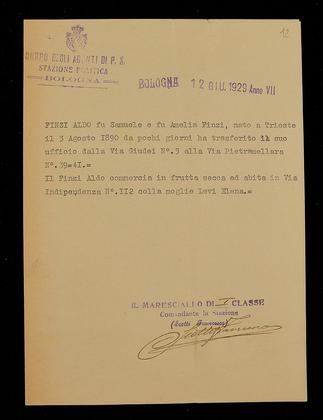 12
CORPO DEGLI AGENTI DI P. S.
STAZIONE POLITICA
BOLOGNA
BOLOGNA 12 GIU. 1929 Anno VII
FINZI ALDO fu Samuele e fu Amelia Finzi, nato a Trieste
il 3 Agosto 1890 da pochi giorni ha trasferito il suo
ufficio dalla Via Giudei N°.3 alla Via Pietramellara
N°.39=41.=
Il Finzi Aldo commercia in frutta secca ed abita in Via
Indipendenza N°.112 colla moglie Levi Elena.=
IL MARESCIALLO DI I CLASSE
Comandante la Stazione
(Scotti Francesco)